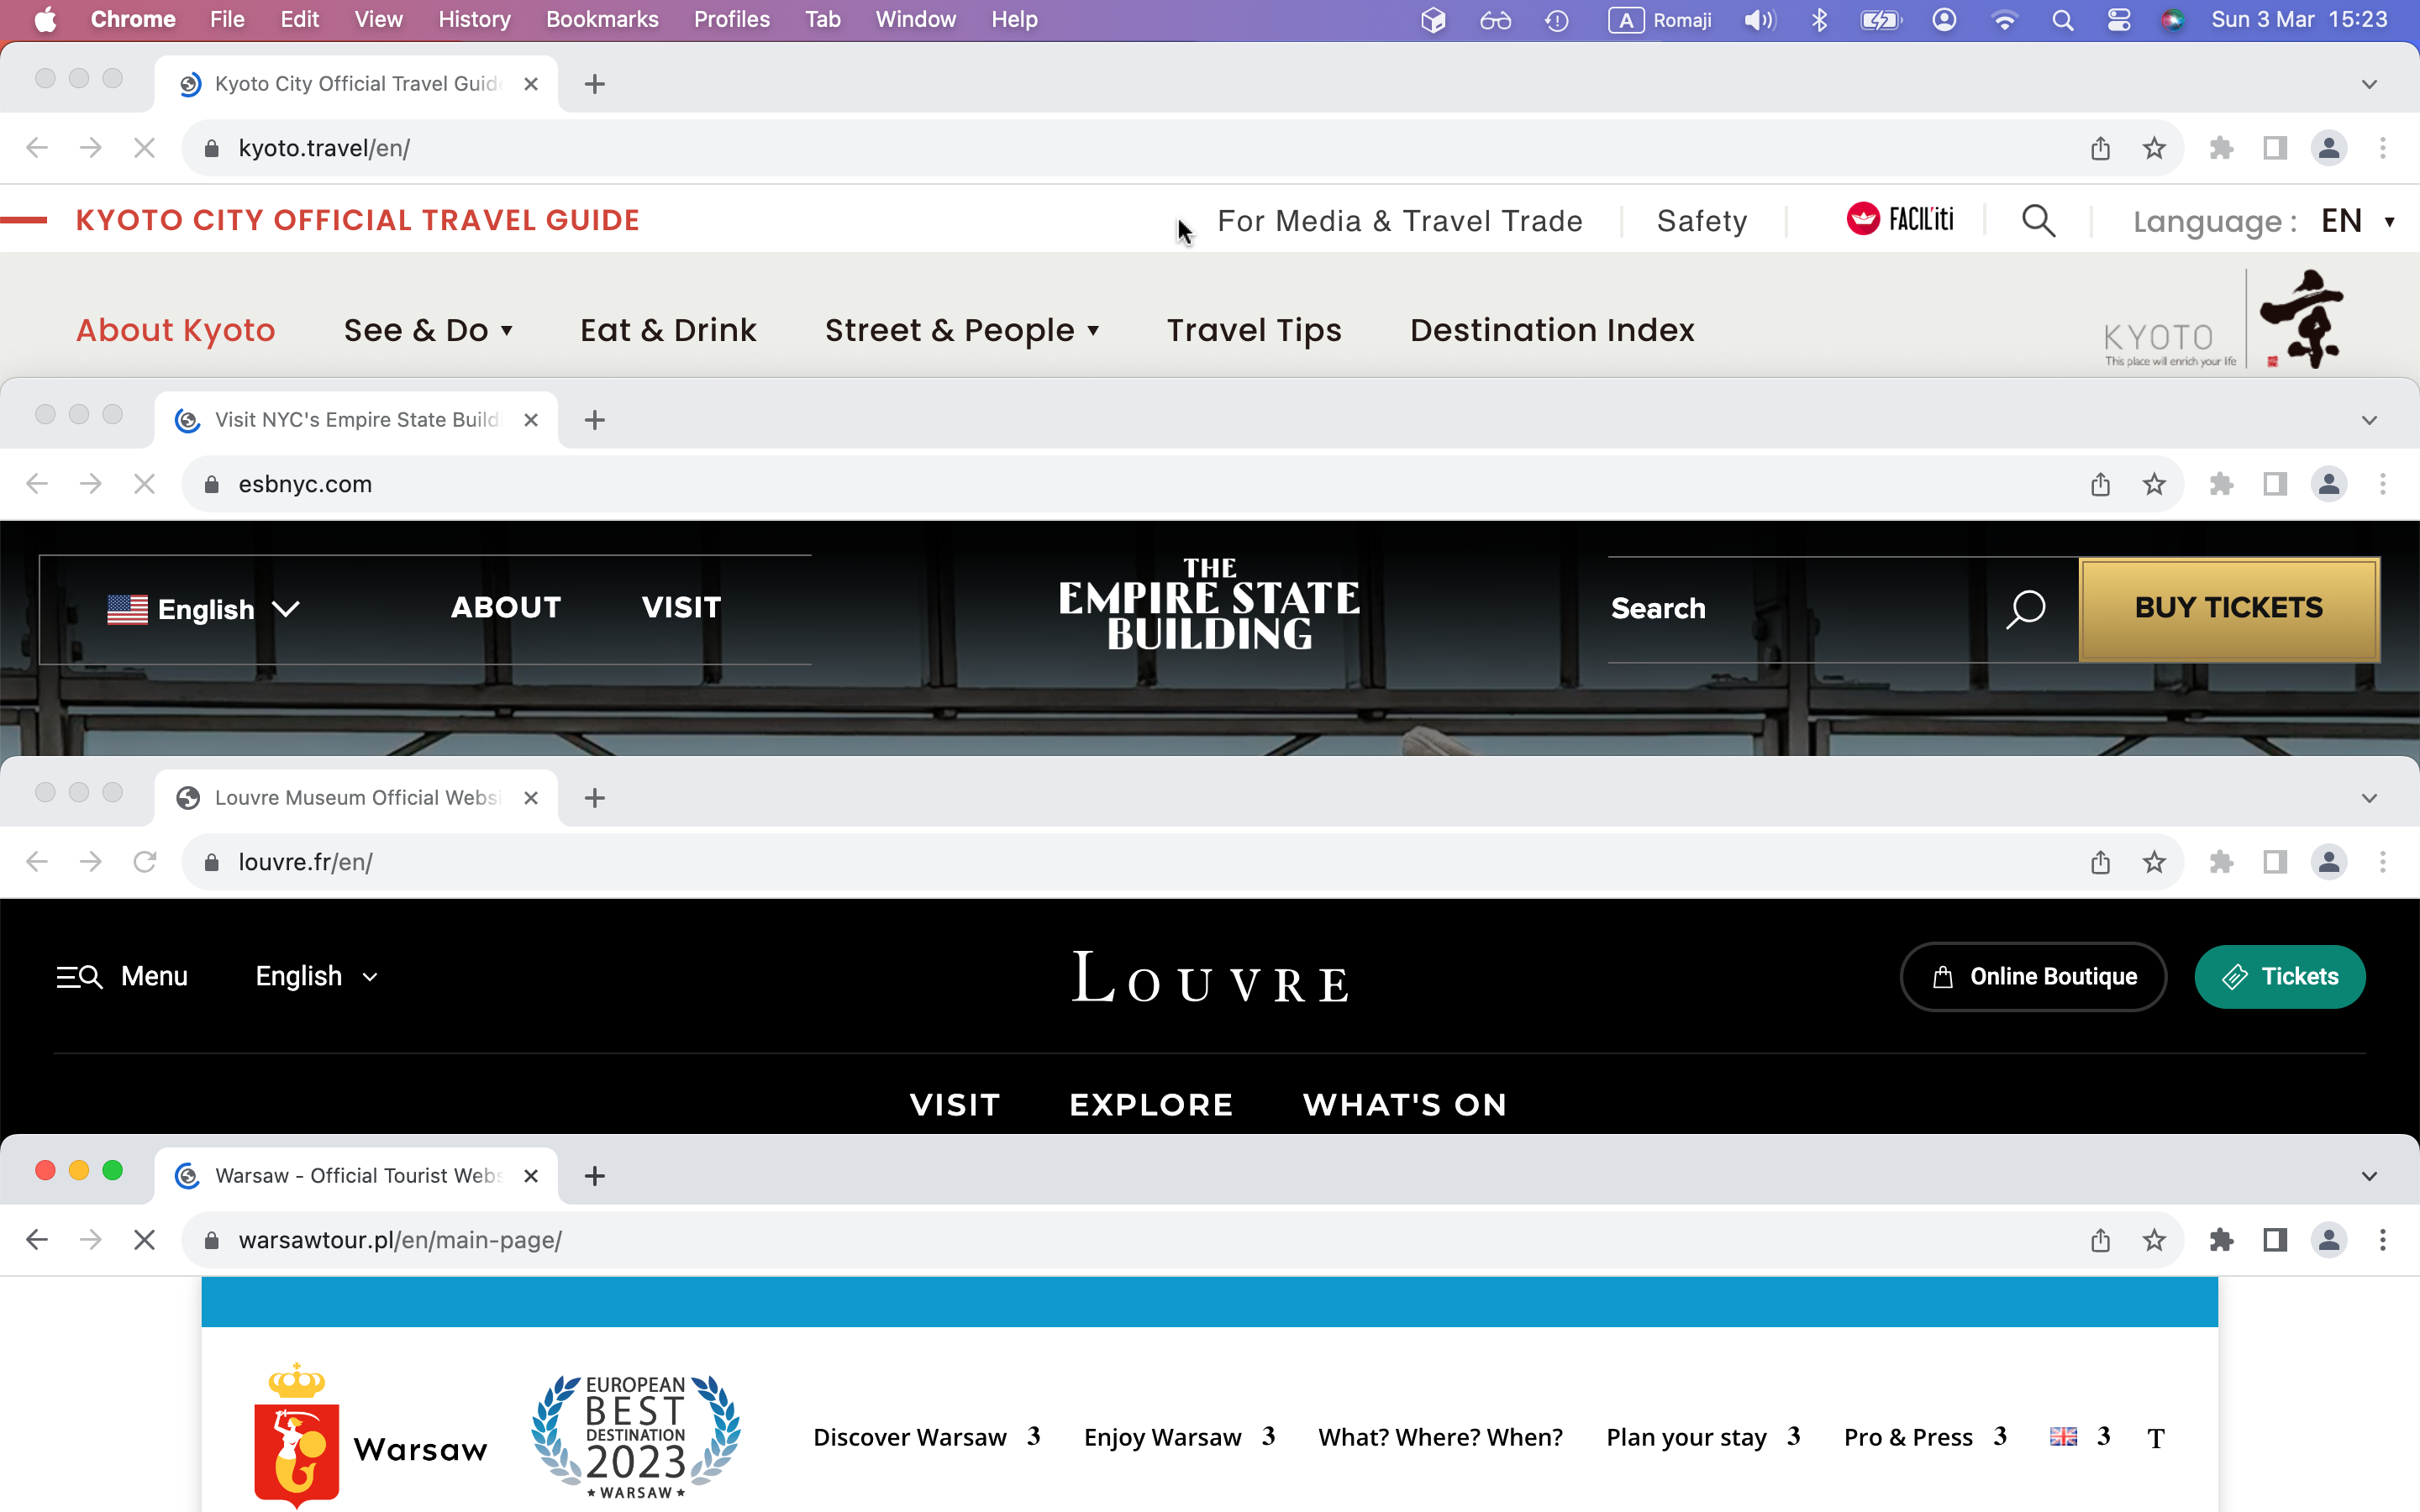 Chrome File Edit View History Bookmarks Profiles Tab Window Help A Romaji Sun 3 Mar 15:23
Kyoto City Official Travel Guide
kyoto.travel/en/
KYOTO CITY OFFICIAL TRAVEL GUIDE For Media & Travel Trade Safety FACIL'iti Language : EN
About Kyoto See & Do Eat & Drink Street & People Travel Tips Destination Index
KYOTO 京
This place will enrich your life
Visit NYC's Empire State Buildi
esbnyc.com
English ABOUT VISIT
THE
EMPIRE STATE
BUILDING
Search BUY TICKETS
Louvre Museum Official Websi
louvre.fr/en/
Menu English LOUVRE Online Boutique Tickets
VISIT EXPLORE WHAT'S ON
Warsaw - Official Tourist Webs
warsawtour.pl/en/main-page/
Warsaw
EUROPEAN
BEST
DESTINATION
2023
WARSAW
Discover Warsaw 3 Enjoy Warsaw 3 What? Where? When? Plan your stay 3 Pro & Press 3 3 T